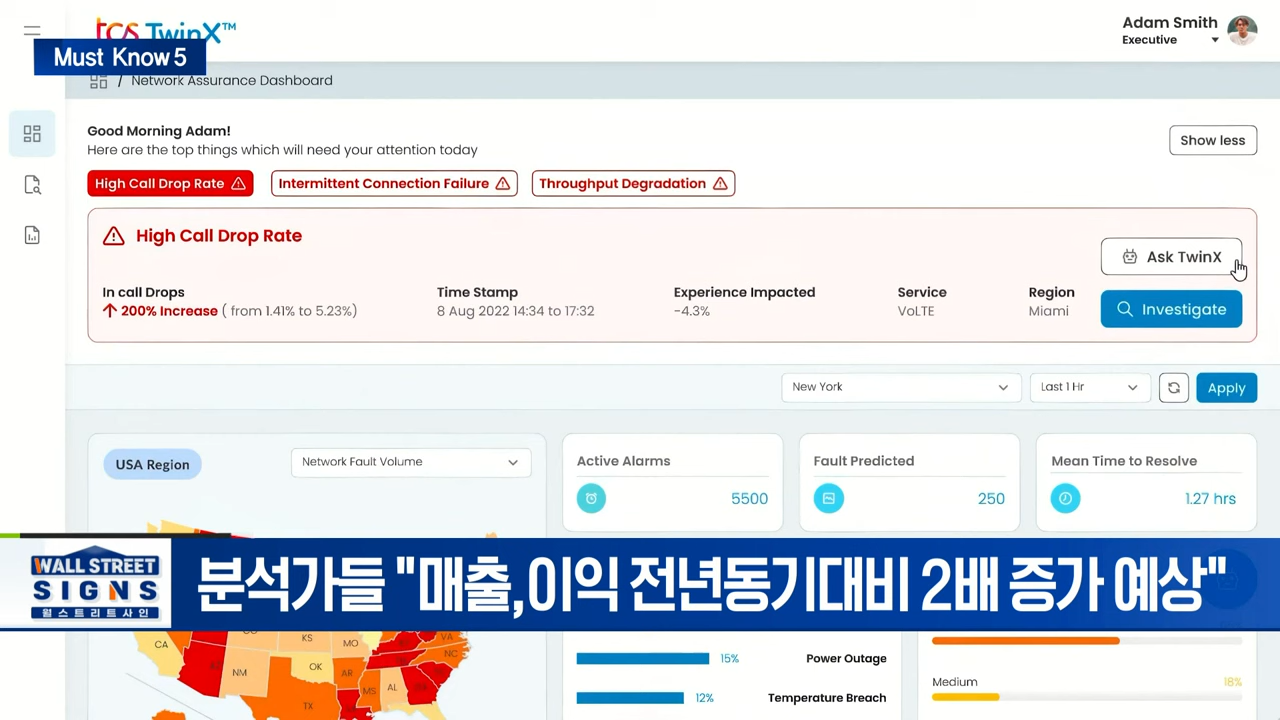 tcs TwinX™
Adam Smith
Executive
Must Know 5
/ Network Assurance Dashboard
Good Morning Adam!
Here are the top things which will need your attention today
Show less
High Call Drop Rate
Intermittent Connection Failure
Throughput Degradation
High Call Drop Rate
Ask TwinX
In call Drops
200% Increase ( from 1.41% to 5.23%)
Time Stamp
8 Aug 2022 14:34 to 17:32
Experience Impacted
-4.3%
Service
VoLTE
Region
Miami
Investigate
New York
Last 1 Hr
Apply
USA Region
Network Fault Volume
Active Alarms
5500
Fault Predicted
250
Mean Time to Resolve
1.27 hrs
WALL STREET
SIGNS
월스트리트사인
분석가들 "매출,이익 전년동기대비 2배 증가 예상"
CA
KS
MO
VA
NC
NM
OK
AR
MS
AL
TX
15%
Power Outage
12%
Temperature Breach
Medium
18%